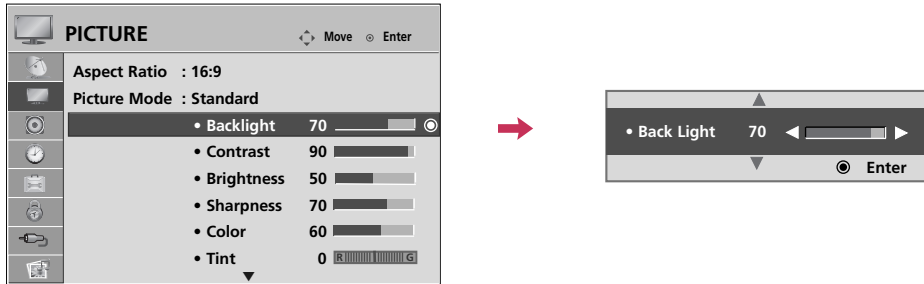 PICTURE
Move Enter
Aspect Ratio : 16:9
Picture Mode : Standard
• Backlight 70
• Contrast 90
• Brightness 50
• Sharpness 70
• Color 60
• Tint 0 R G
• Back Light 70
Enter